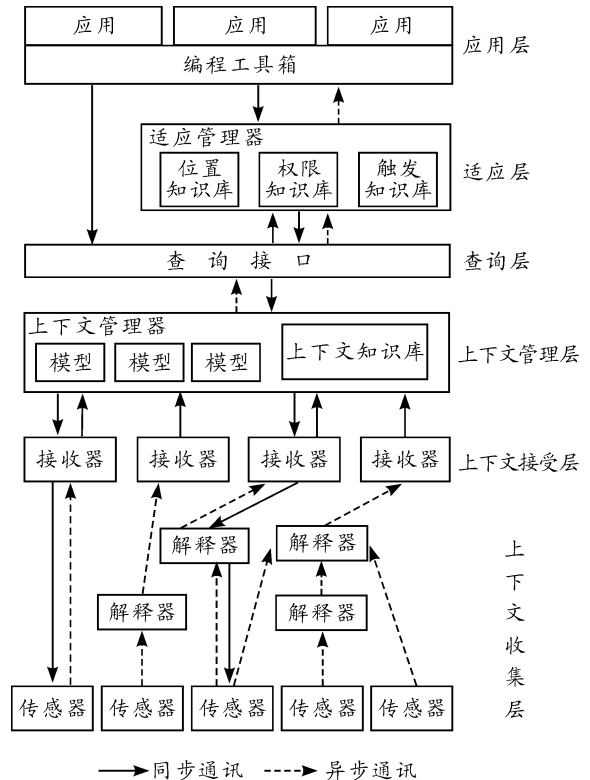 应用
应用
应用
应用层
编程工具箱
适应管理器
位置
知识库
权限
知识库
触发
知识库
适应层
查 询 接 口
查询层
上下文管理器
模型
模型
模型
上下文知识库
上下文管理层
接收器
接收器
接收器
接收器
上下文接受层
解释器
解释器
解释器
解释器
上
下
文
收
集
层
传感器
传感器
传感器
传感器
传感器
同步通讯
异步通讯